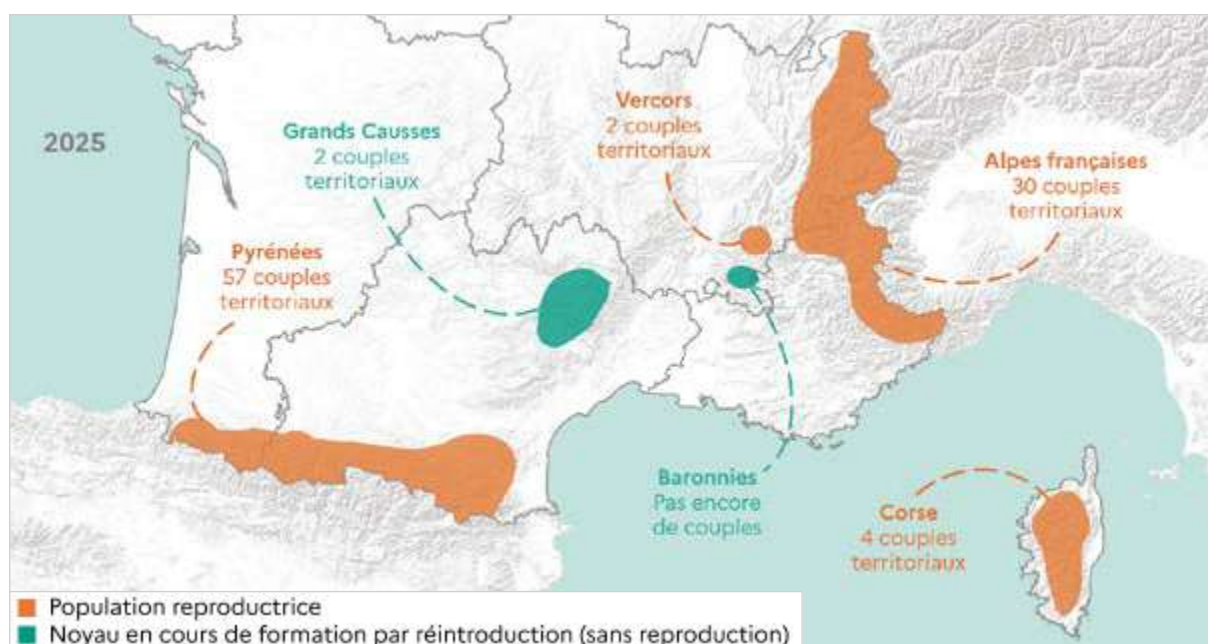 2025
Grands Causses
2 couples
territoriaux
Vercors
2 couples
territoriaux
Alpes françaises
30 couples
territoriaux
Pyrénées
57 couples
territoriaux
Baronnies
Pas encore
de couples
Corse
4 couples
territoriaux
Population reproductrice
Noyau en cours de formation par réintroduction (sans reproduction)